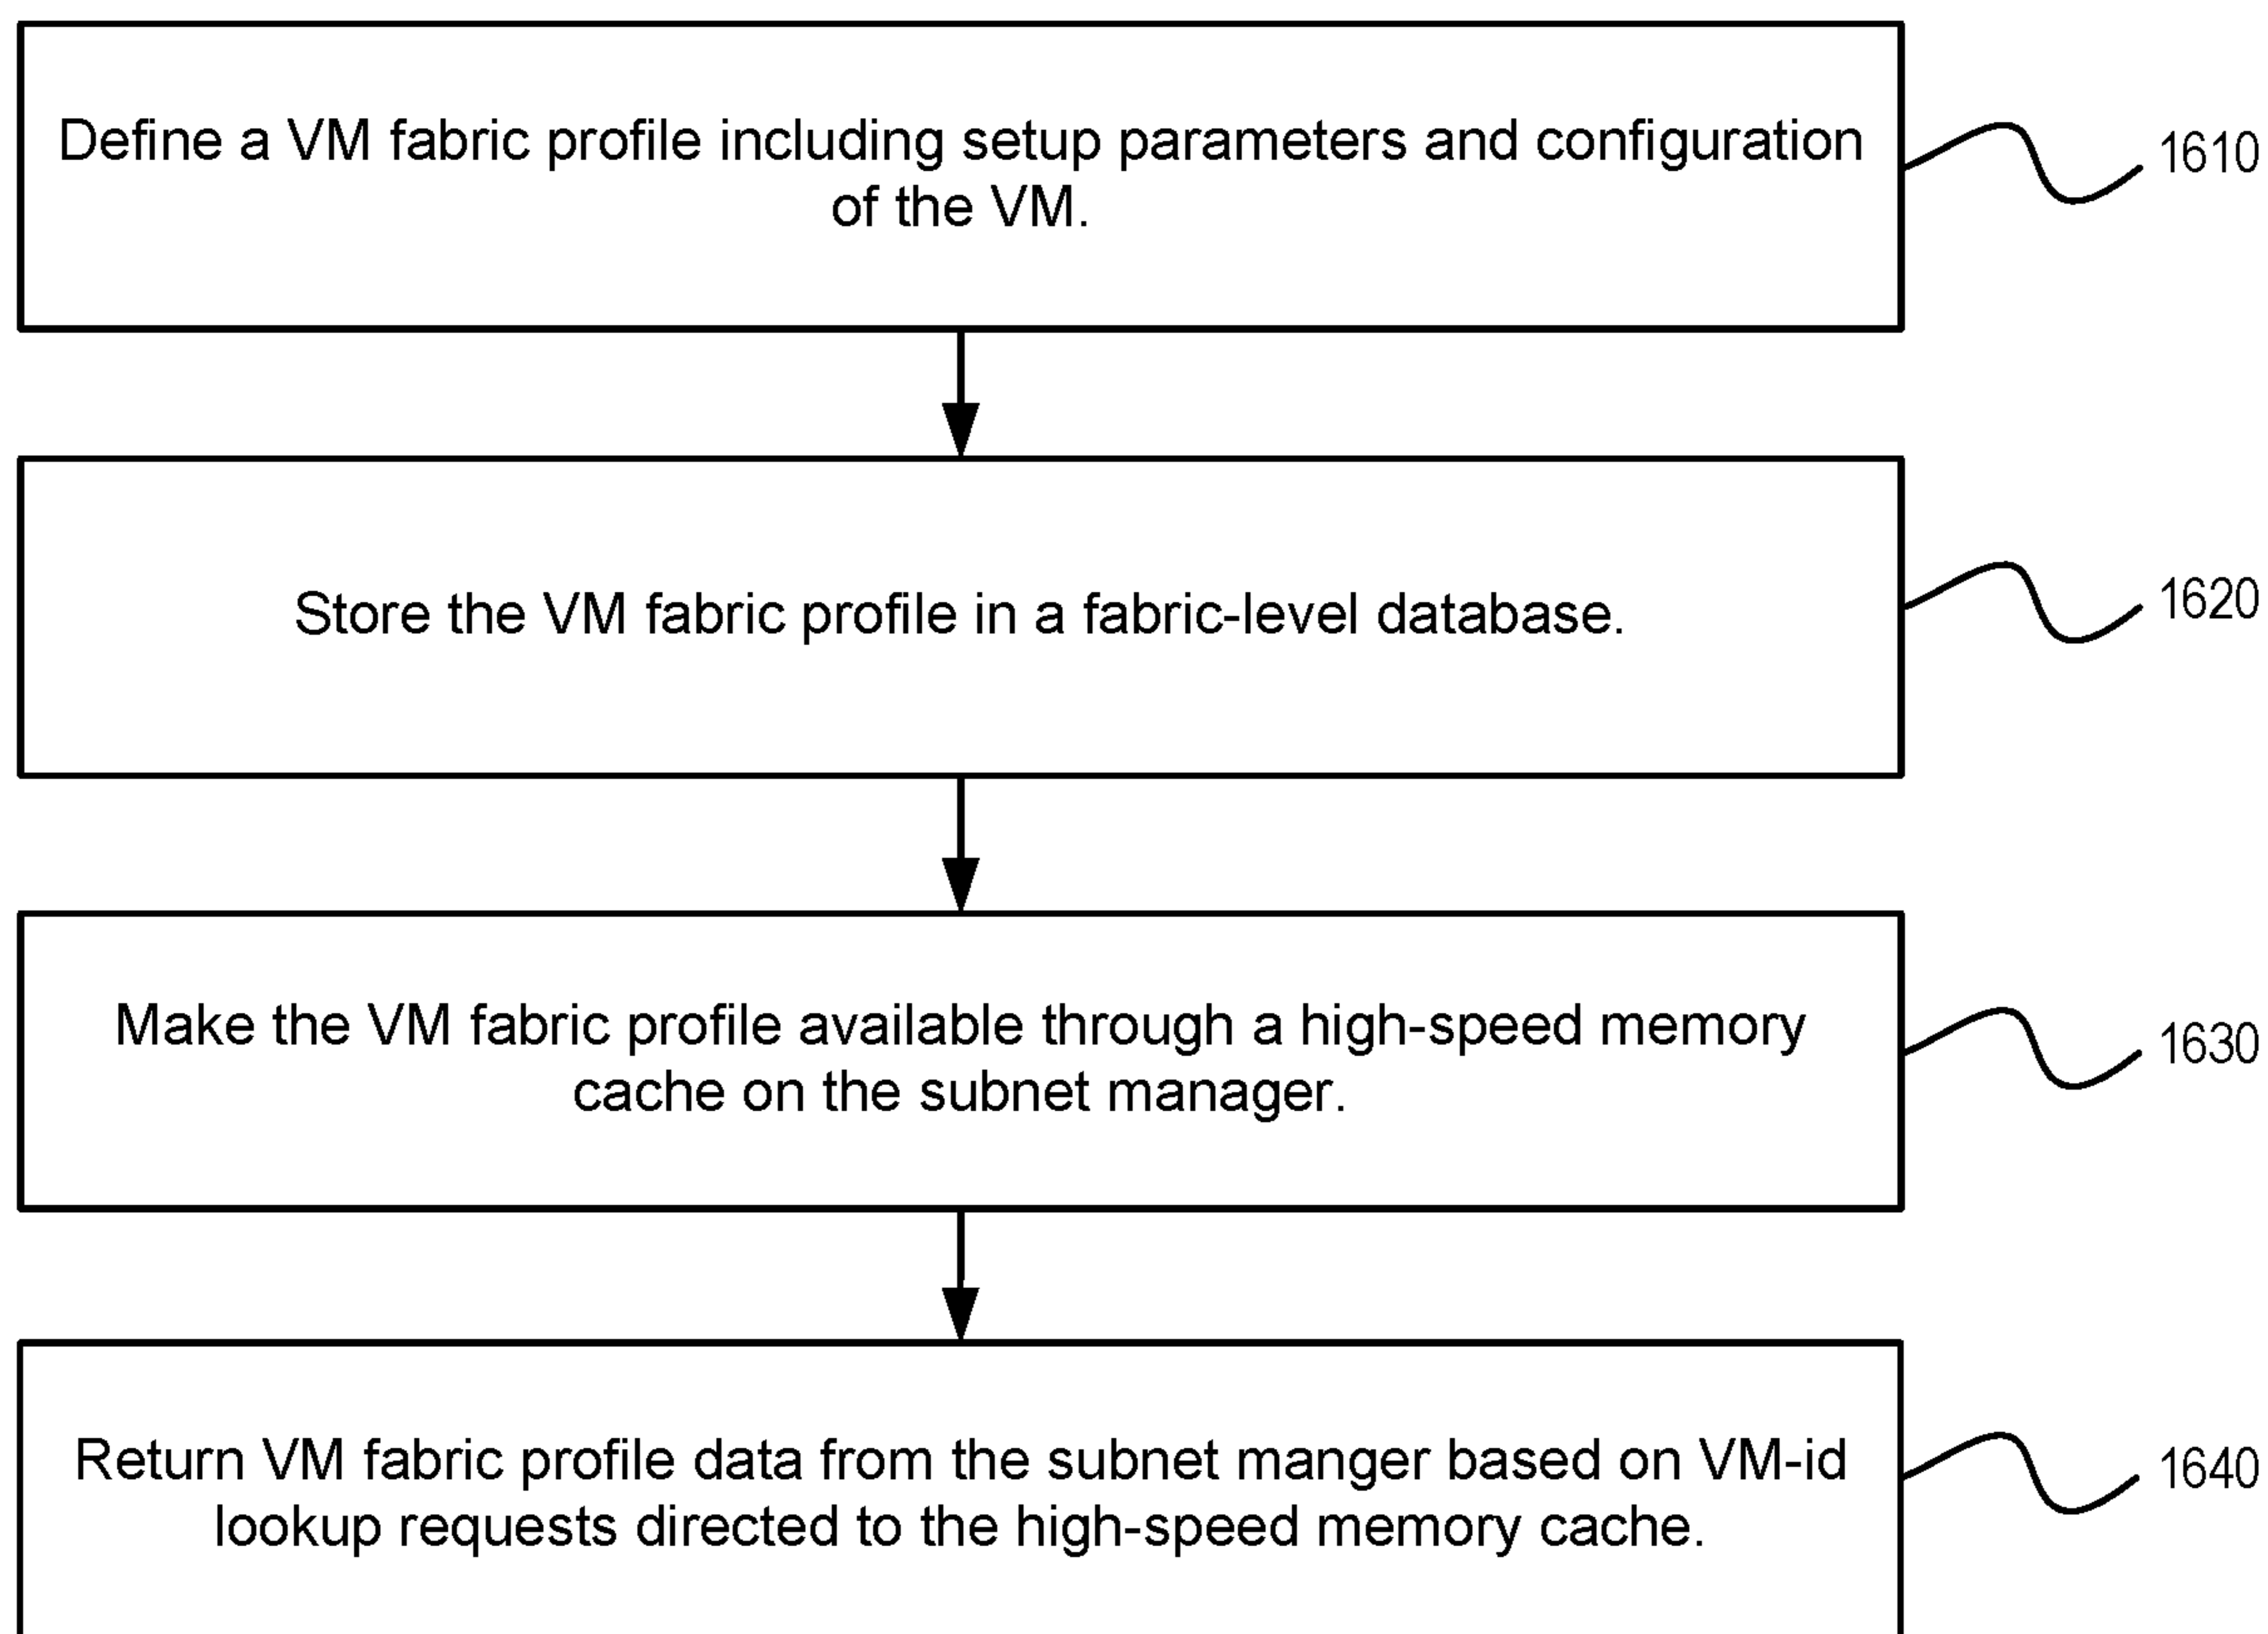 Define a VM fabric profile including setup parameters and configuration
of the VM.
1610
Store the VM fabric profile in a fabric-level database.
1620
Make the VM fabric profile available through a high-speed memory
cache on the subnet manager.
1630
Return VM fabric profile data from the subnet manger based on VM-id
lookup requests directed to the high-speed memory cache.
1640